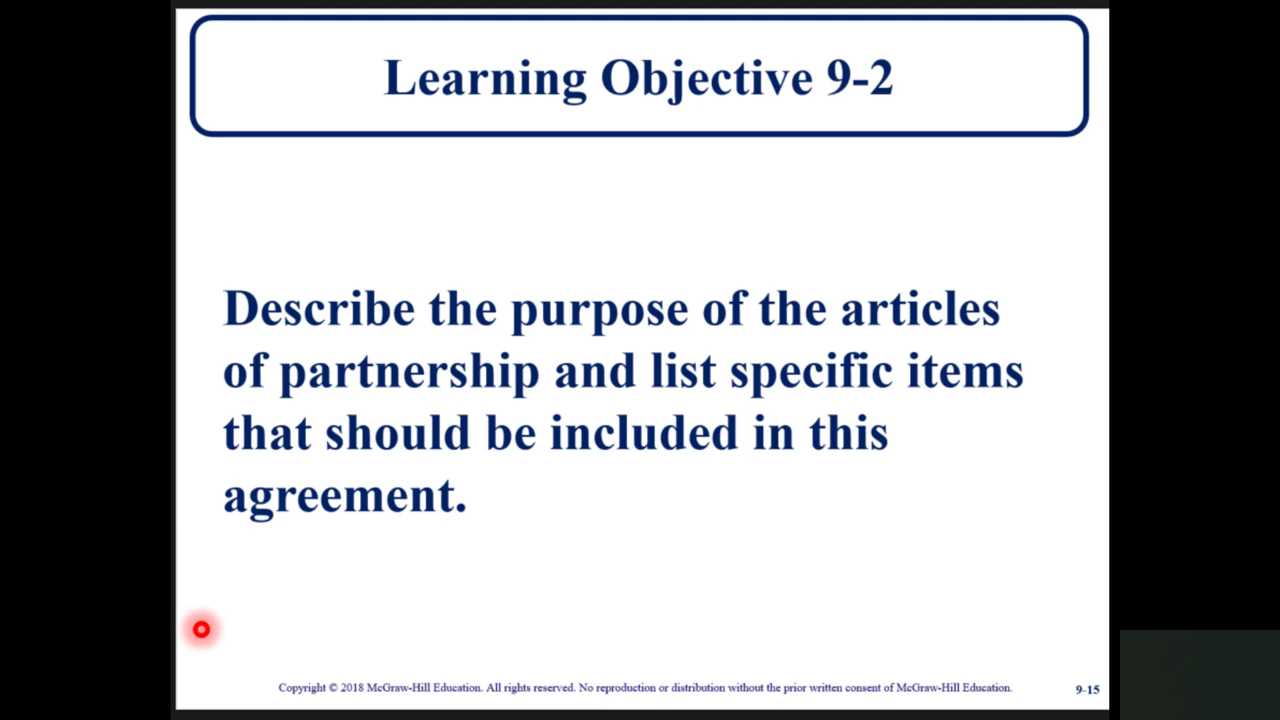 Learning Objective 9-2
Describe the purpose of the articles
of partnership and list specific items
that should be included in this
agreement.
Copyright © 2018 McGraw-Hill Education. All rights reserved. No reproduction or distribution without the prior written consent of McGraw-Hill Education.
9-15